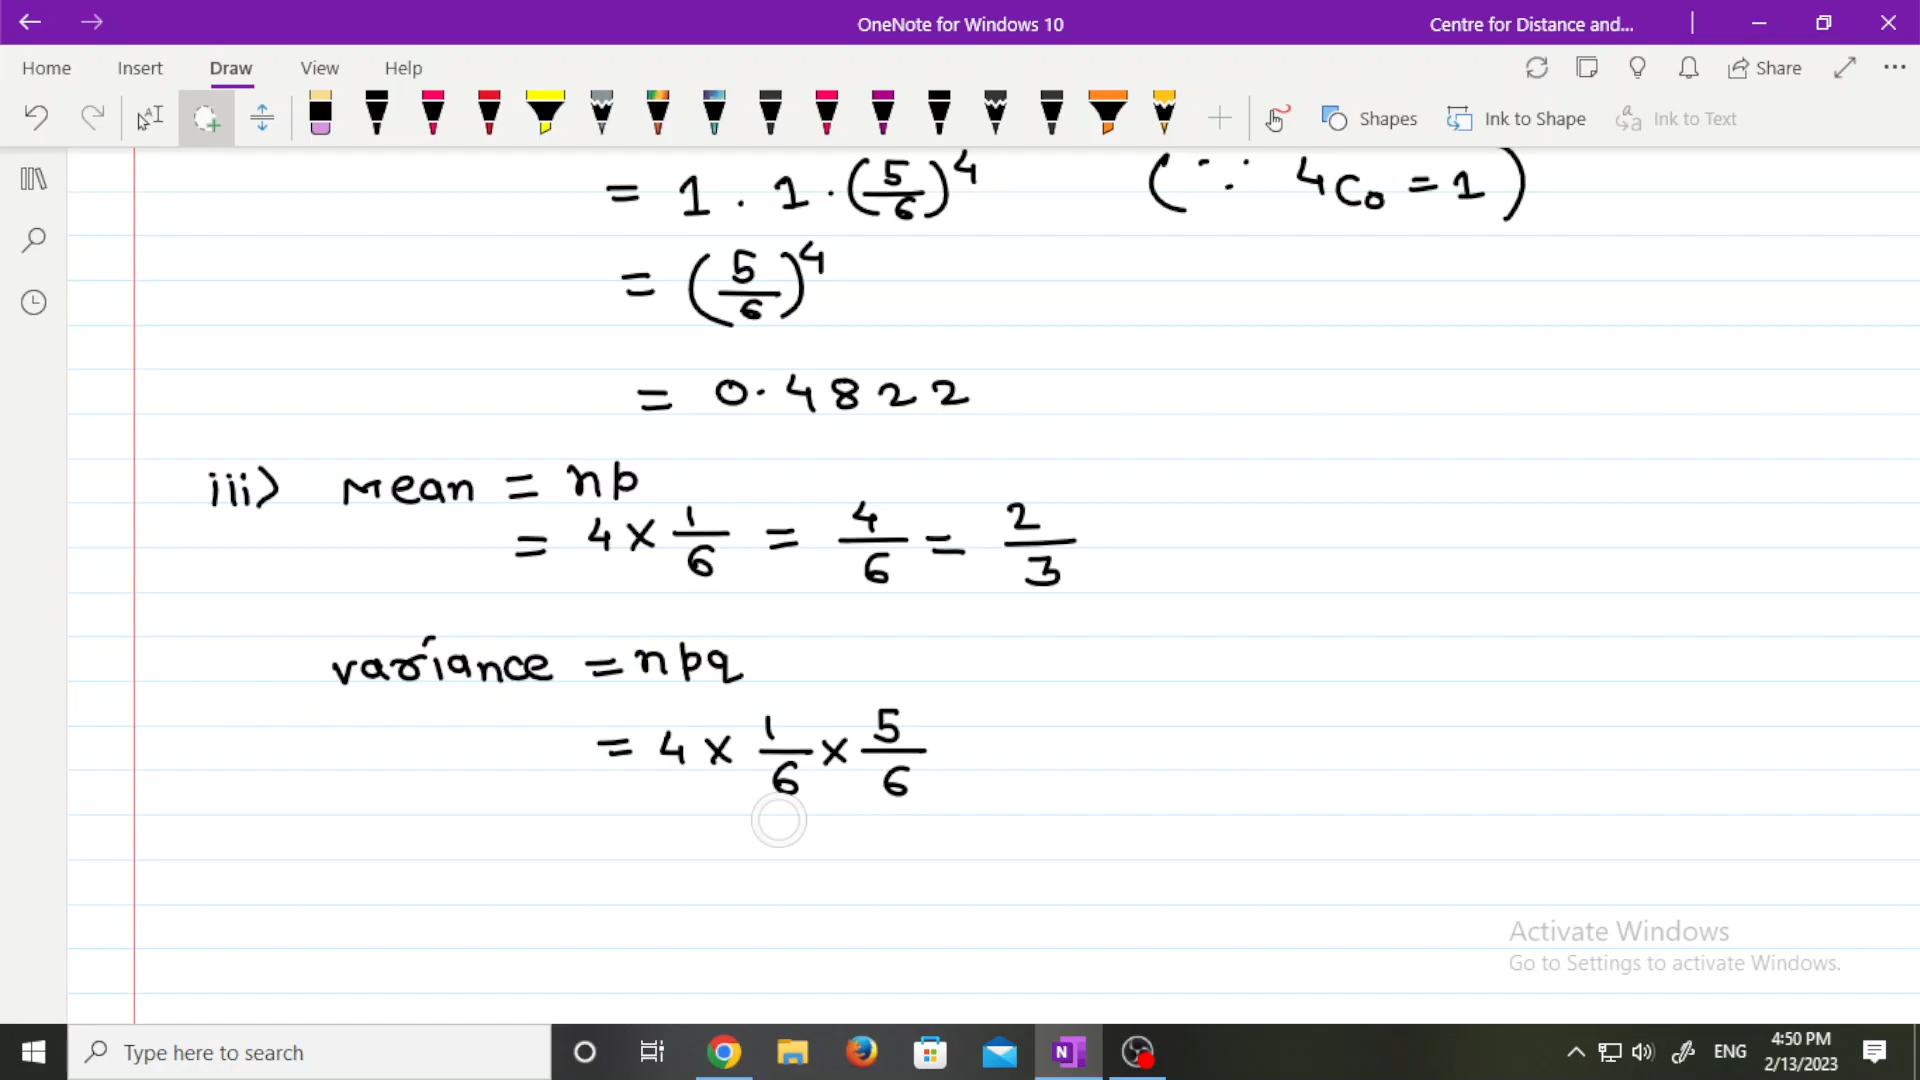 OneNote for Windows 10
Centre for Distance and...
Home Insert Draw View Help
Share
Shapes Ink to Shape Ink to Text
= 1 . 1 . (5/6)^4 (∵ 4C0 = 1)
= (5/6)^4
= 0.4822
iii) Mean = np
= 4 × 1/6 = 4/6 = 2/3
variance = npq
= 4 × 1/6 × 5/6
Activate Windows
Go to Settings to activate Windows.
Type here to search
ENG
4:50 PM
2/13/2023